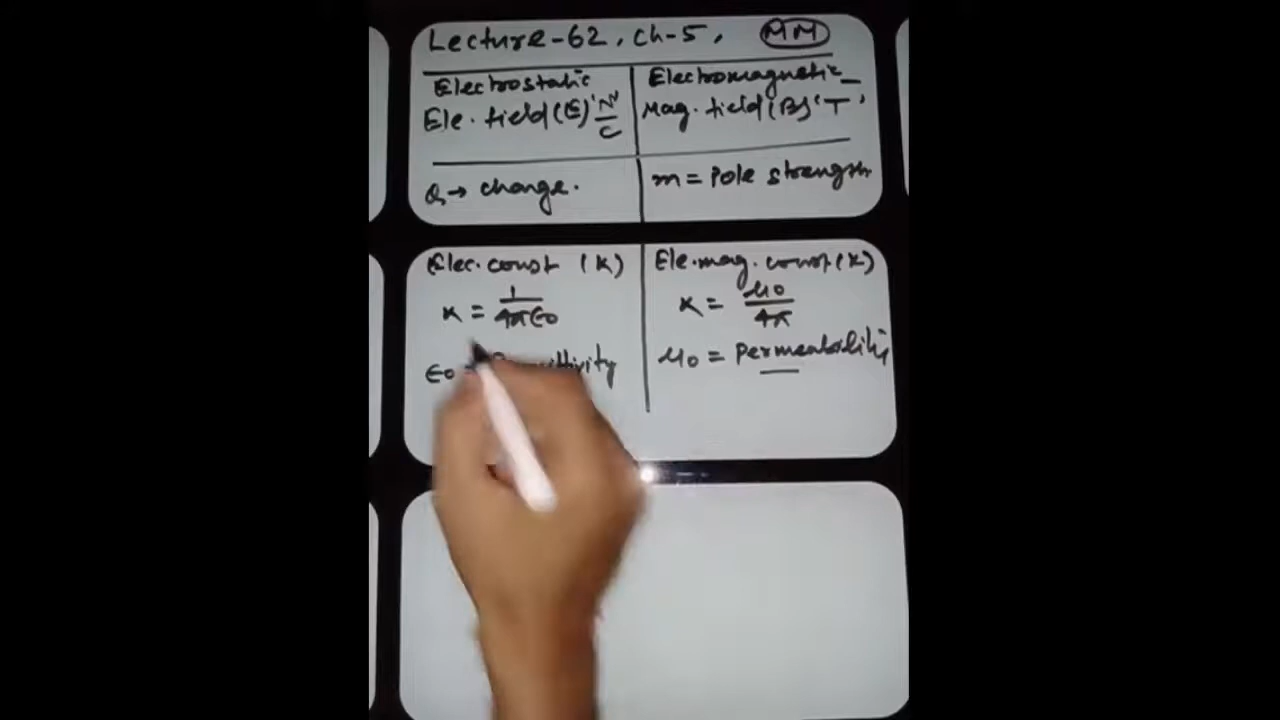 Lecture-62, ch-5, MM
Electrostatic
Ele. field (E) 'N/C'
Q → change.
Electromagnetic
Mag. field (B) 'T'
m = Pole strength
Elec. const (K)
K = 1/4πε0
ε0
Ele. mag. const (K)
K = μ0/4π
μ0 = Permeability